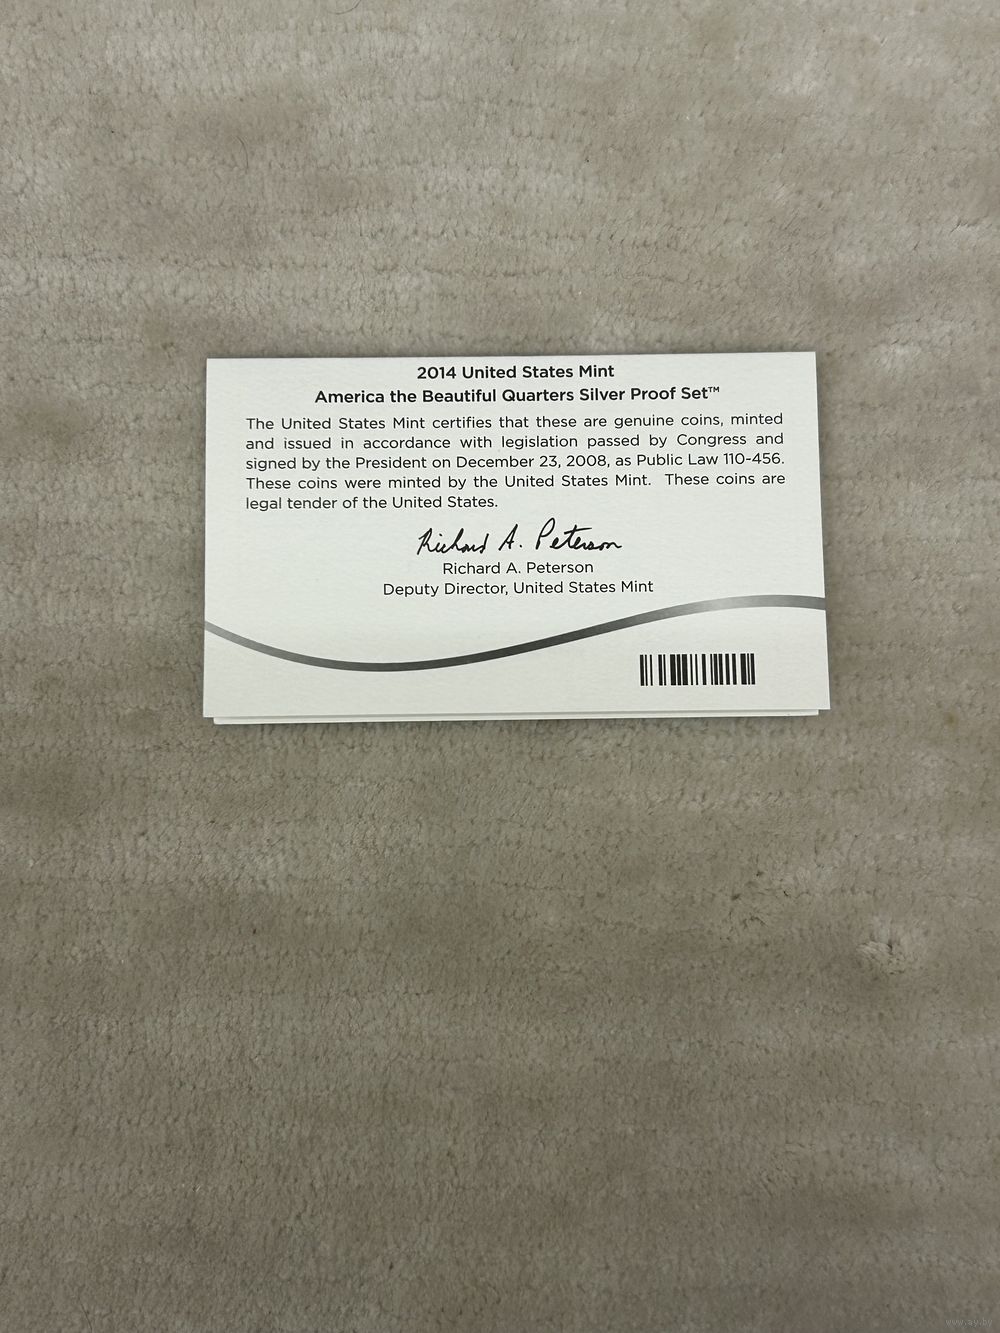 2014 United States Mint
America the Beautiful Quarters Silver Proof Set™
The United States Mint certifies that these are genuine coins, minted
and issued in accordance with legislation passed by Congress and
signed by the President on December 23, 2008, as Public Law 110-456.
These coins were minted by the United States Mint.  These coins are
legal tender of the United States.
Richard A. Peterson
Richard A. Peterson
Deputy Director, United States Mint
www.ay.by